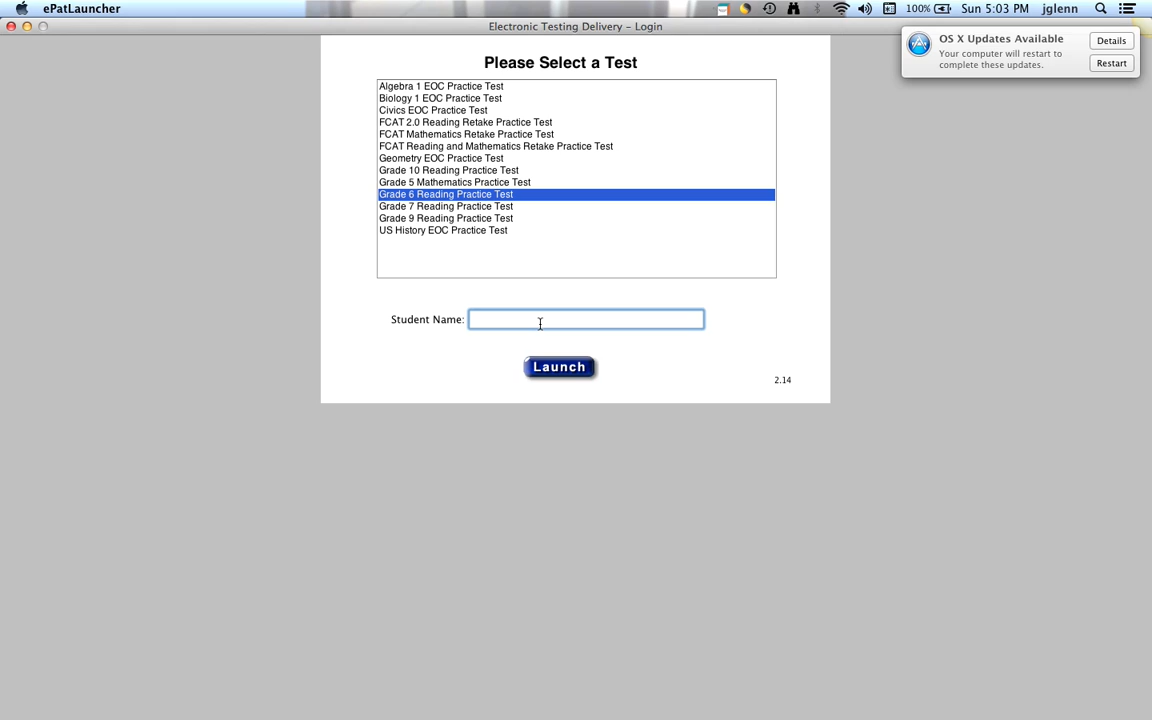 ePatLauncher
100%
Sun 5:03 PM
jglenn
Electronic Testing Delivery – Login
OS X Updates Available
Your computer will restart to complete these updates.
Details
Restart
Please Select a Test
Algebra 1 EOC Practice Test
Biology 1 EOC Practice Test
Civics EOC Practice Test
FCAT 2.0 Reading Retake Practice Test
FCAT Mathematics Retake Practice Test
FCAT Reading and Mathematics Retake Practice Test
Geometry EOC Practice Test
Grade 10 Reading Practice Test
Grade 5 Mathematics Practice Test
Grade 6 Reading Practice Test
Grade 7 Reading Practice Test
Grade 9 Reading Practice Test
US History EOC Practice Test
Student Name:
Launch
2.14